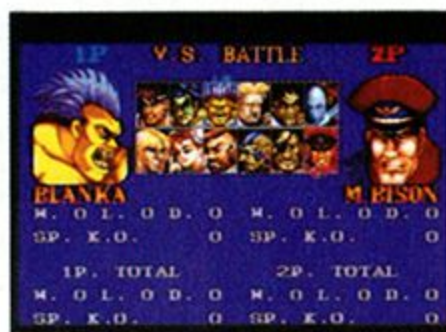 1P V.S. BATTLE 2P
BLANKA M.BISON
W. 0 L. 0 D. 0 W. 0 L. 0 D. 0
SP. K.O. 0 SP. K.O. 0
1P. TOTAL 2P. TOTAL
W. 0 L. 0 D. 0 W. 0 L. 0 D. 0
SP. K.O. 0 SP. K.O. 0